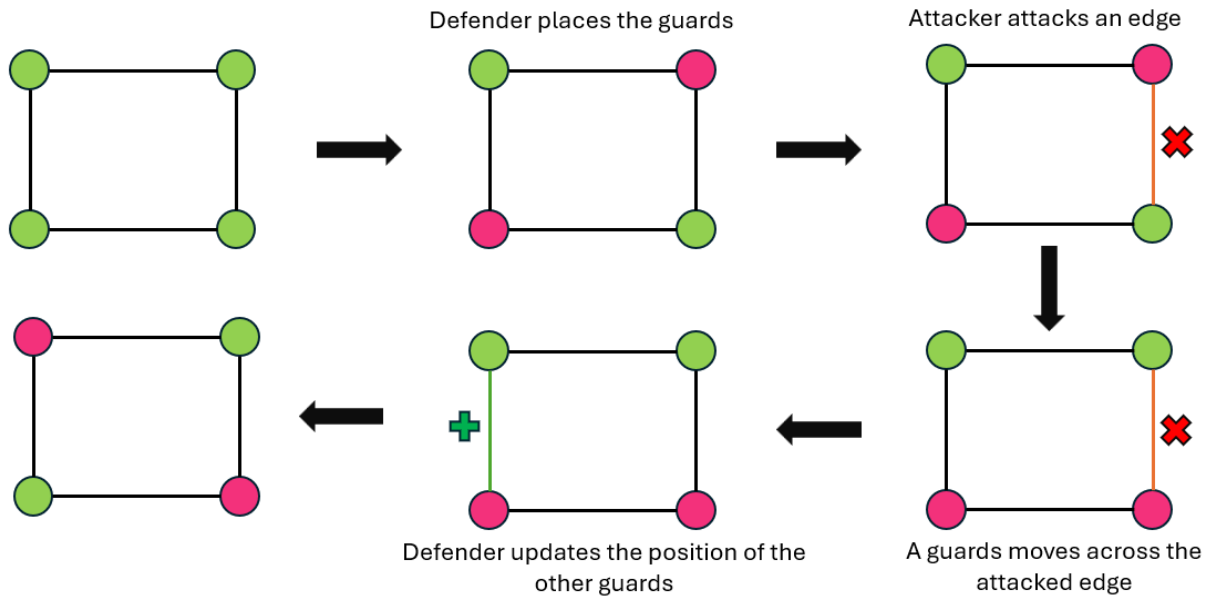 Defender places the guards
Attacker attacks an edge
Defender updates the position of the
other guards
A guards moves across the
attacked edge